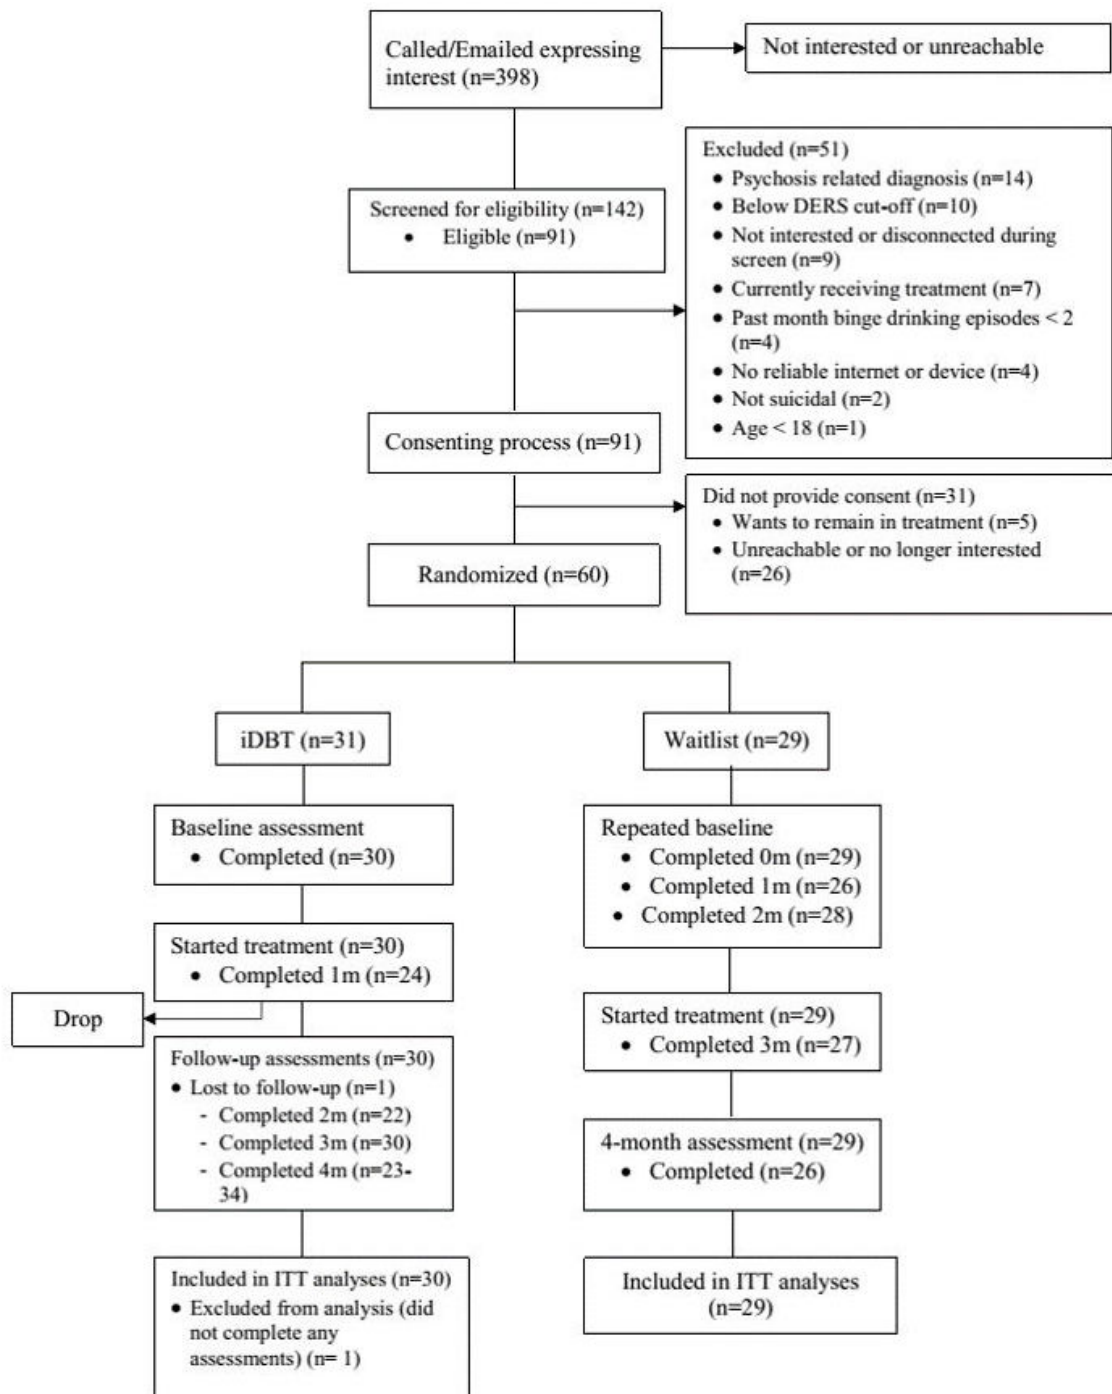 Called/Emailed expressing
interest (n=398)
Not interested or unreachable
Excluded (n=51)
• Psychosis related diagnosis (n=14)
• Below DERS cut-off (n=10)
• Not interested or disconnected during
screen (n=9)
• Currently receiving treatment (n=7)
• Past month binge drinking episodes < 2
(n=4)
• No reliable internet or device (n=4)
• Not suicidal (n=2)
• Age < 18 (n=1)
Screened for eligibility (n=142)
• Eligible (n=91)
Consenting process (n=91)
Did not provide consent (n=31)
• Wants to remain in treatment (n=5)
• Unreachable or no longer interested
(n=26)
Randomized (n=60)
iDBT (n=31)
Waitlist (n=29)
Baseline assessment
• Completed (n=30)
Repeated baseline
• Completed 0m (n=29)
• Completed 1m (n=26)
• Completed 2m (n=28)
Started treatment (n=30)
• Completed 1m (n=24)
Drop
Started treatment (n=29)
• Completed 3m (n=27)
Follow-up assessments (n=30)
• Lost to follow-up (n=1)
- Completed 2m (n=22)
- Completed 3m (n=30)
- Completed 4m (n=23-
34)
4-month assessment (n=29)
• Completed (n=26)
Included in ITT analyses (n=30)
• Excluded from analysis (did
not complete any
assessments) (n= 1)
Included in ITT analyses
(n=29)